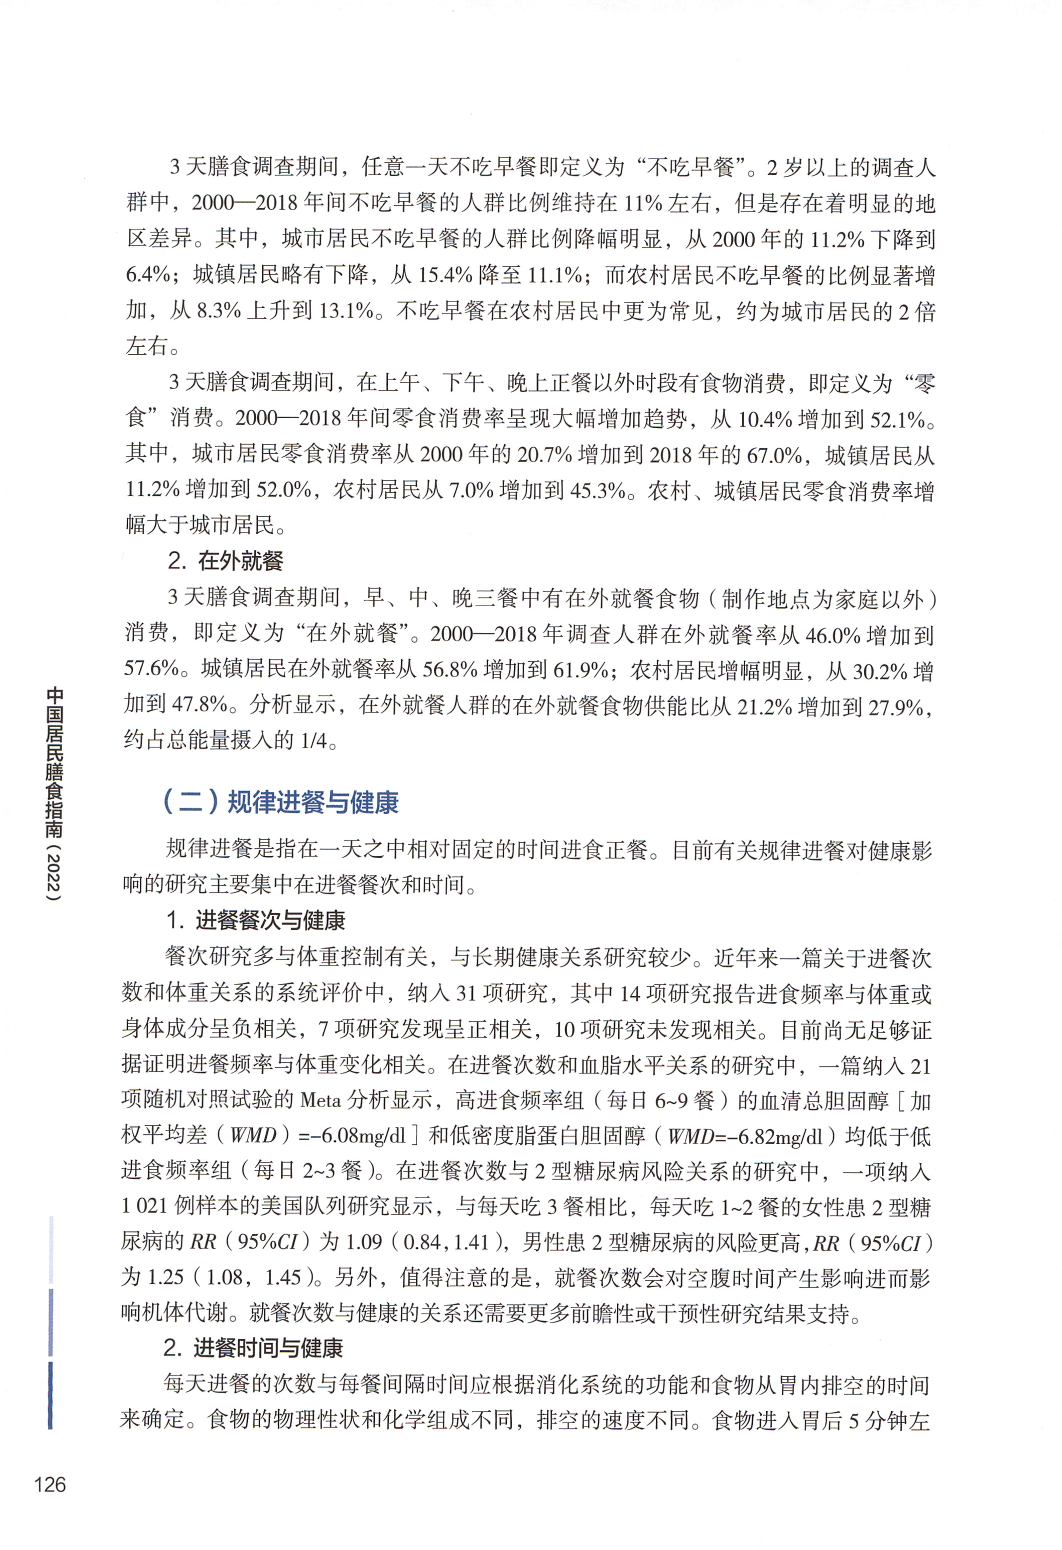 3 天膳食调查期间，任意一天不吃早餐即定义为“不吃早餐”。2 岁以上的调查人
群中，2000—2018 年间不吃早餐的人群比例维持在 11% 左右，但是存在着明显的地
区差异。其中，城市居民不吃早餐的人群比例降幅明显，从 2000 年的 11.2% 下降到
6.4%；城镇居民略有下降，从 15.4% 降至 11.1%；而农村居民不吃早餐的比例显著增
加，从 8.3% 上升到 13.1%。不吃早餐在农村居民中更为常见，约为城市居民的 2 倍
左右。
3 天膳食调查期间，在上午、下午、晚上正餐以外时段有食物消费，即定义为“零
食”消费。2000—2018 年间零食消费率呈现大幅增加趋势，从 10.4% 增加到 52.1%。
其中，城市居民零食消费率从 2000 年的 20.7% 增加到 2018 年的 67.0%，城镇居民从
11.2% 增加到 52.0%，农村居民从 7.0% 增加到 45.3%。农村、城镇居民零食消费率增
幅大于城市居民。
2. 在外就餐
3 天膳食调查期间，早、中、晚三餐中有在外就餐食物（制作地点为家庭以外）
消费，即定义为“在外就餐”。2000—2018 年调查人群在外就餐率从 46.0% 增加到
57.6%。城镇居民在外就餐率从 56.8% 增加到 61.9%；农村居民增幅明显，从 30.2% 增
加到 47.8%。分析显示，在外就餐人群的在外就餐食物供能比从 21.2% 增加到 27.9%，
约占总能量摄入的 1/4。
（二）规律进餐与健康
规律进餐是指在一天之中相对固定的时间进食正餐。目前有关规律进餐对健康影
响的研究主要集中在进餐餐次和时间。
1. 进餐餐次与健康
餐次研究多与体重控制有关，与长期健康关系研究较少。近年来一篇关于进餐次
数和体重关系的系统评价中，纳入 31 项研究，其中 14 项研究报告进食频率与体重或
身体成分呈负相关，7 项研究发现呈正相关，10 项研究未发现相关。目前尚无足够证
据证明进餐频率与体重变化相关。在进餐次数和血脂水平关系的研究中，一篇纳入 21
项随机对照试验的 Meta 分析显示，高进食频率组（每日 6~9 餐）的血清总胆固醇［加
权平均差（WMD）=−6.08mg/dl］和低密度脂蛋白胆固醇（WMD=−6.82mg/dl）均低于低
进食频率组（每日 2~3 餐）。在进餐次数与 2 型糖尿病风险关系的研究中，一项纳入
1 021 例样本的美国队列研究显示，与每天吃 3 餐相比，每天吃 1~2 餐的女性患 2 型糖
尿病的 RR（95%CI）为 1.09（0.84, 1.41），男性患 2 型糖尿病的风险更高，RR（95%CI）
为 1.25（1.08，1.45）。另外，值得注意的是，就餐次数会对空腹时间产生影响进而影
响机体代谢。就餐次数与健康的关系还需要更多前瞻性或干预性研究结果支持。
2. 进餐时间与健康
每天进餐的次数与每餐间隔时间应根据消化系统的功能和食物从胃内排空的时间
来确定。食物的物理性状和化学组成不同，排空的速度不同。食物进入胃后 5 分钟左
中国居民膳食指南（2022）
126